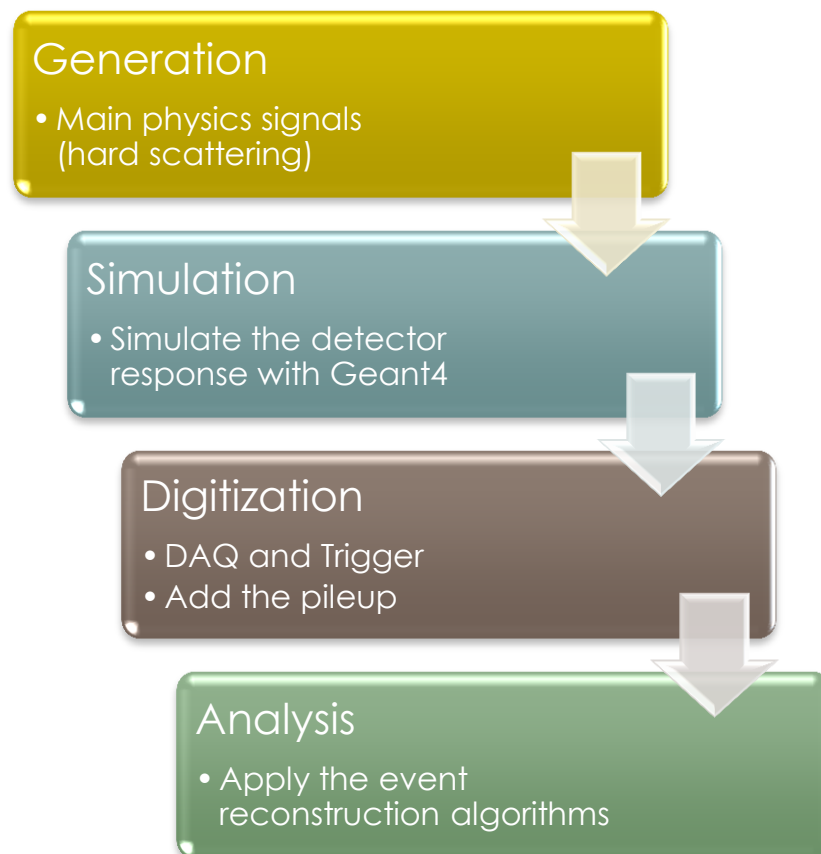 Generation
• Main physics signals
(hard scattering)
Simulation
• Simulate the detector
response with Geant4
Digitization
• DAQ and Trigger
• Add the pileup
Analysis
• Apply the event
reconstruction algorithms